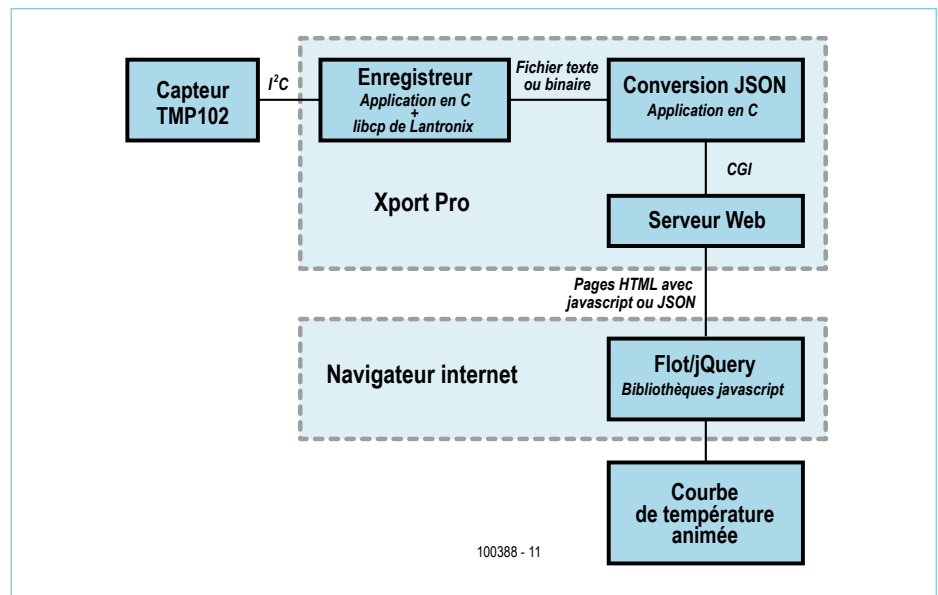 Capteur
TMP102
I²C
Enregistreur
Application en C
+
libcp de Lantronix
Fichier texte
ou binaire
Conversion JSON
Application en C
CGI
Xport Pro
Serveur Web
Pages HTML avec
javascript ou JSON
Navigateur internet
Flot/jQuery
Bibliothèques javascript
Courbe
de température
animée
100388 - 11